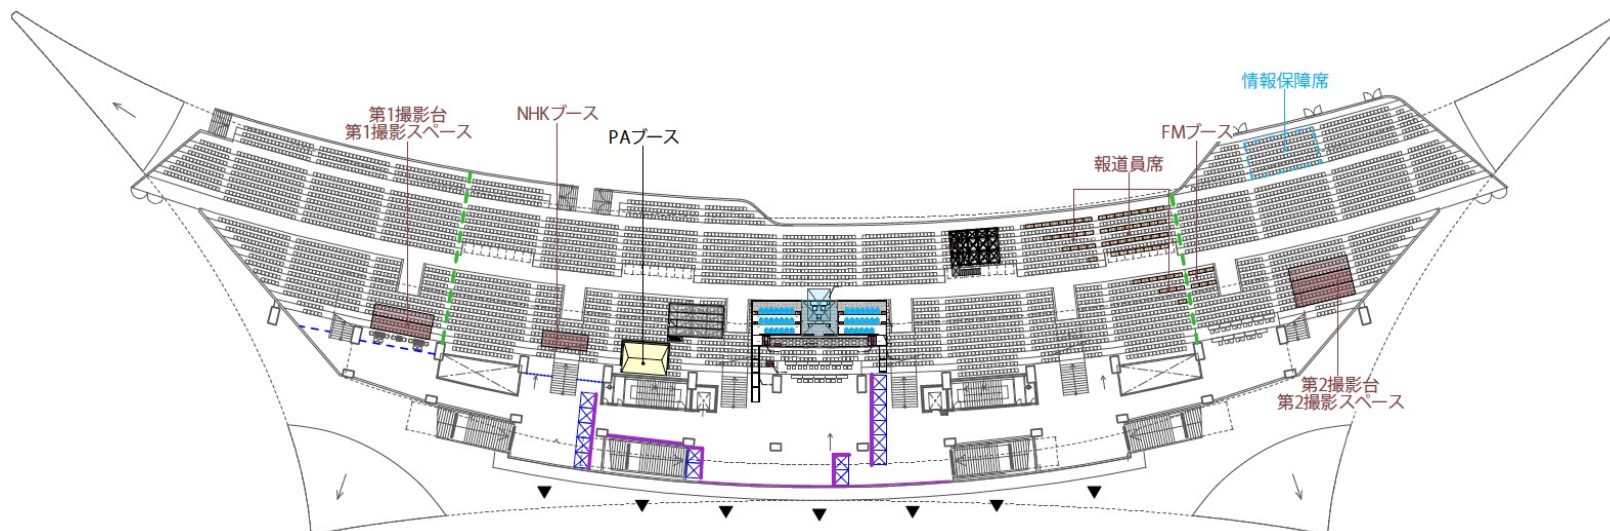 第1撮影台
第1撮影スペース
NHKブース
PAブース
情報保障席
FMブース
報道員席
第2撮影台
第2撮影スペース